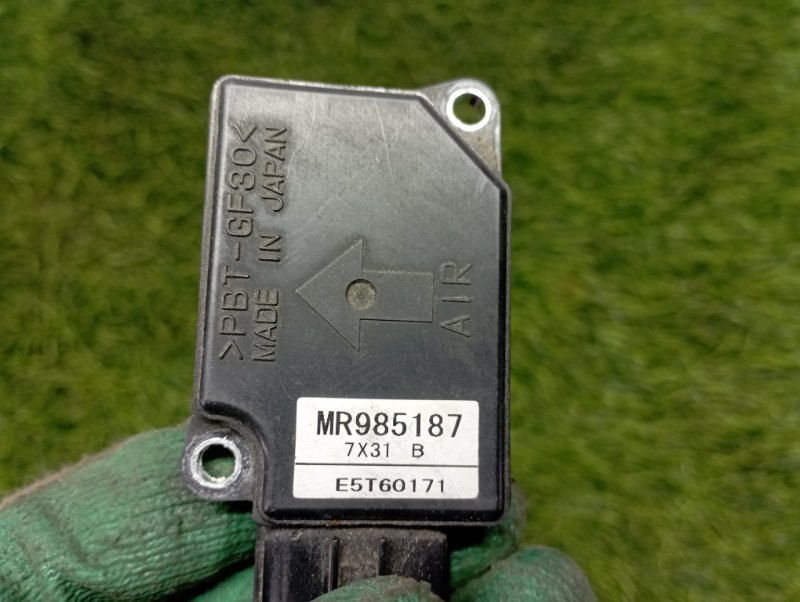 >PBT-GF30<
MADE IN JAPAN
AIR
MR985187
7X31 B
E5T60171